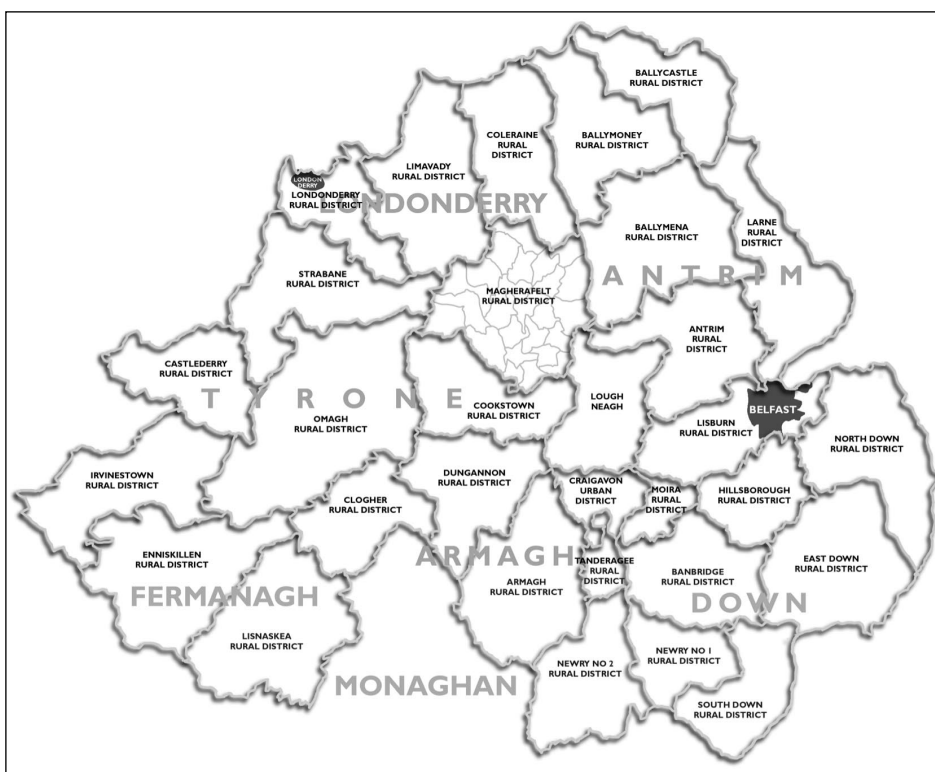 BALLYCASTLE
RURAL DISTRICT
COLERAINE
RURAL
DISTRICT
BALLYMONEY
RURAL DISTRICT
LIMAVADY
RURAL DISTRICT
LONDON
DERRY
LONDONDERRY
RURAL DISTRICT
LONDONDERRY
BALLYMENA
RURAL DISTRICT
LARNE
RURAL
DISTRICT
ANTRIM
STRABANE
RURAL DISTRICT
MAGHERAFELT
RURAL DISTRICT
ANTRIM
RURAL
DISTRICT
CASTLEDERRY
RURAL DISTRICT
TYRONE
OMAGH
RURAL DISTRICT
COOKSTOWN
RURAL DISTRICT
LOUGH
NEAGH
BELFAST
LISBURN
RURAL DISTRICT
NORTH DOWN
RURAL DISTRICT
IRVINESTOWN
RURAL DISTRICT
DUNGANNON
RURAL DISTRICT
CLOGHER
RURAL DISTRICT
CRAIGAVON
URBAN
DISTRICT
MOIRA
RURAL
DISTRICT
HILLSBOROUGH
RURAL DISTRICT
ENNISKILLEN
RURAL DISTRICT
ARMAGH
ARMAGH
RURAL DISTRICT
TANDERAGEE
RURAL
DISTRICT
BANBRIDGE
RURAL DISTRICT
EAST DOWN
RURAL DISTRICT
FERMANAGH
DOWN
LISNASKEA
RURAL DISTRICT
MONAGHAN
NEWRY NO 2
RURAL DISTRICT
NEWRY NO 1
RURAL DISTRICT
SOUTH DOWN
RURAL DISTRICT